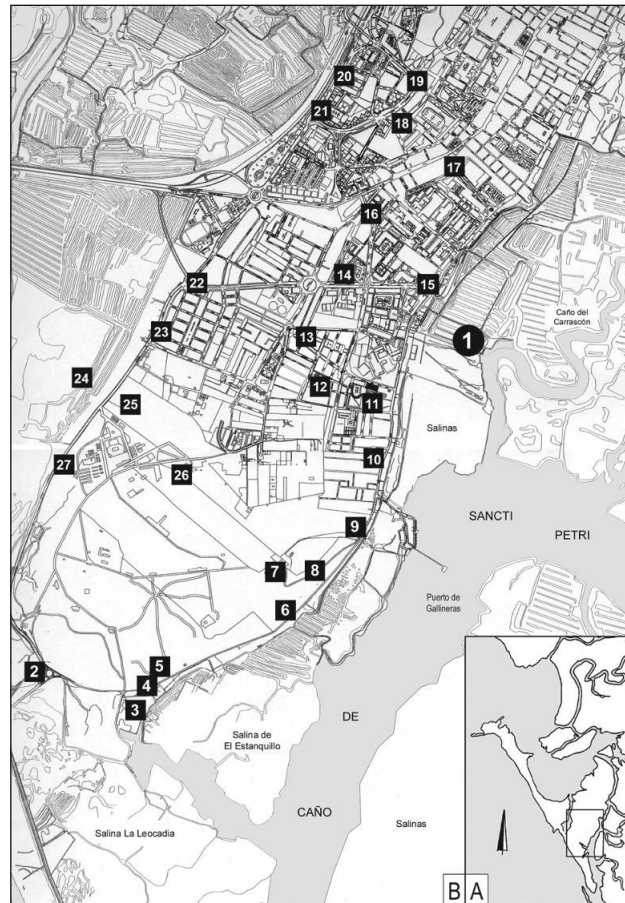 20
19
21
18
17
16
14
15
22
Caño del
Carrascón
1
13
23
24
12
11
25
Salinas
10
27
26
SANCTI
9
PETRI
7
8
Puerto de
Gallineras
6
5
2
4
3
DE
Salina de
El Estanquillo
CAÑO
Salina La Leocadia
Salinas
B A